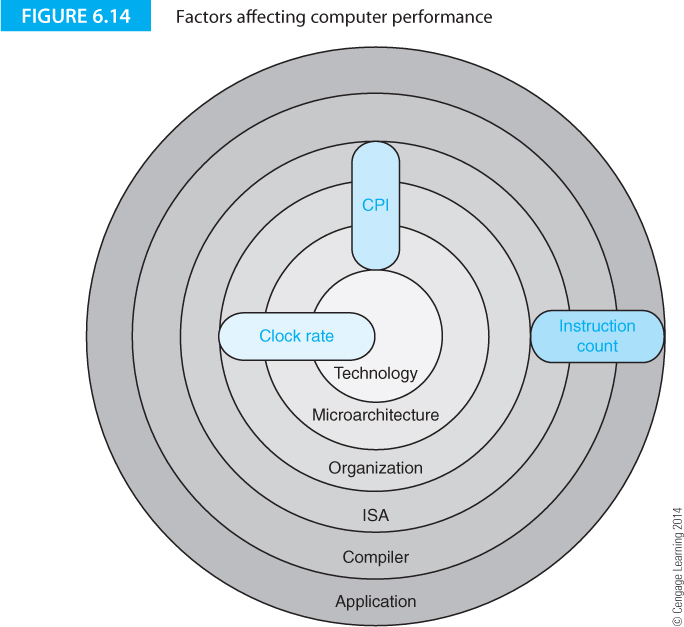 FIGURE 6.14 Factors affecting computer performance
CPI
Clock rate
Instruction
count
Technology
Microarchitecture
Organization
ISA
Compiler
Application
© Cengage Learning 2014